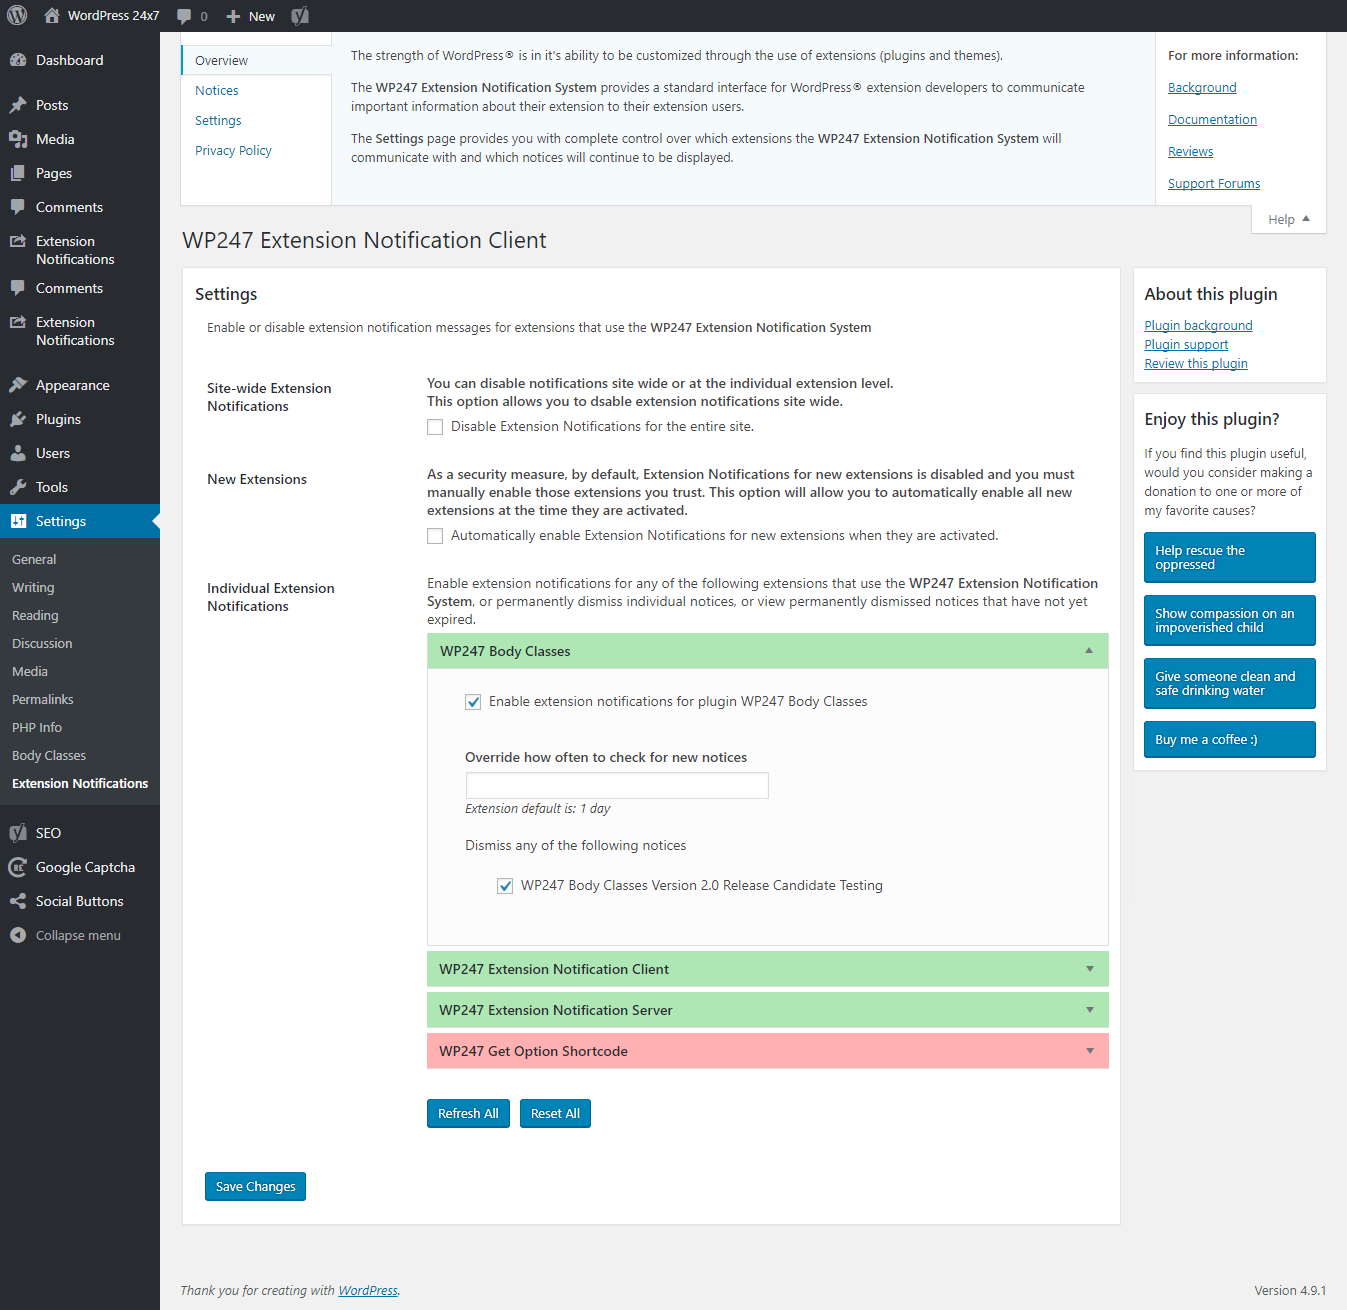 WordPress 24x7
0
New
Dashboard
Posts
Media
Pages
Comments
Extension
Notifications
Comments
Extension
Notifications
Appearance
Plugins
Users
Tools
Settings
General
Writing
Reading
Discussion
Media
Permalinks
PHP Info
Body Classes
Extension Notifications
SEO
RE
Google Captcha
Social Buttons
Collapse menu
Overview
Notices
Settings
Privacy Policy
The strength of WordPress® is in it's ability to be customized through the use of extensions (plugins and themes).
The WP247 Extension Notification System provides a standard interface for WordPress® extension developers to communicate
important information about their extension to their extension users.
The Settings page provides you with complete control over which extensions the WP247 Extension Notification System will
communicate with and which notices will continue to be displayed.
For more information:
Background
Documentation
Reviews
Support Forums
Help
WP247 Extension Notification Client
Settings
Enable or disable extension notification messages for extensions that use the WP247 Extension Notification System
Site-wide Extension
Notifications
You can disable notifications site wide or at the individual extension level.
This option allows you to dsable extension notifications site wide.
Disable Extension Notifications for the entire site.
New Extensions
As a security measure, by default, Extension Notifications for new extensions is disabled and you must
manually enable those extensions you trust. This option will allow you to automatically enable all new
extensions at the time they are activated.
Automatically enable Extension Notifications for new extensions when they are activated.
Individual Extension
Notifications
Enable extension notifications for any of the following extensions that use the WP247 Extension Notification
System, or permanently dismiss individual notices, or view permanently dismissed notices that have not yet
expired.
WP247 Body Classes
Enable extension notifications for plugin WP247 Body Classes
Override how often to check for new notices
Extension default is: 1 day
Dismiss any of the following notices
WP247 Body Classes Version 2.0 Release Candidate Testing
WP247 Extension Notification Client
WP247 Extension Notification Server
WP247 Get Option Shortcode
Refresh All
Reset All
Save Changes
About this plugin
Plugin background
Plugin support
Review this plugin
Enjoy this plugin?
If you find this plugin useful,
would you consider making a
donation to one or more of
my favorite causes?
Help rescue the
oppressed
Show compassion on an
impoverished child
Give someone clean and
safe drinking water
Buy me a coffee :)
Thank you for creating with WordPress.
Version 4.9.1